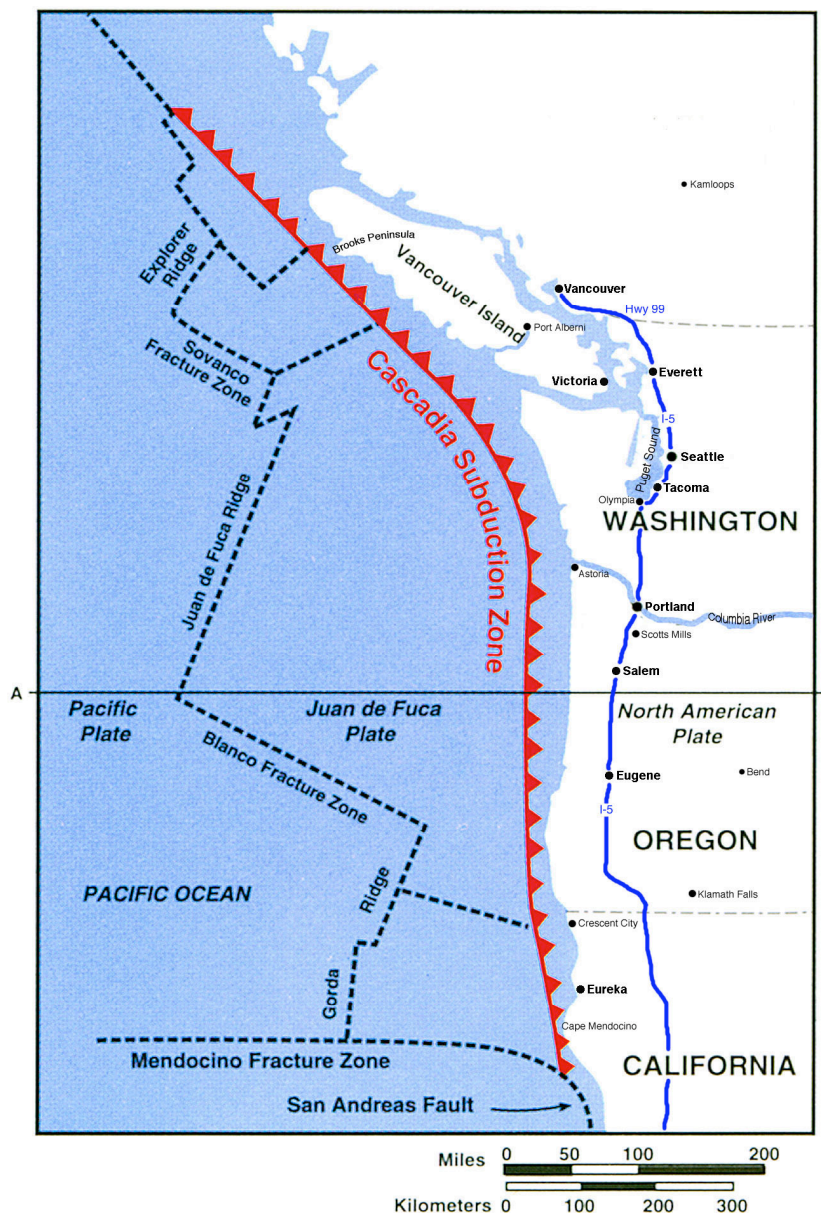 Kamloops
Brooks Peninsula
Vancouver Island
Explorer
Ridge
Vancouver
Hwy 99
Port Alberni
Sovanco
Fracture Zone
Cascadia Subduction Zone
Victoria
Everett
I-5
Puget Sound
Seattle
Tacoma
Olympia
WASHINGTON
Juan de Fuca Ridge
Astoria
Portland
Columbia River
Scotts Mills
Salem
A
Pacific
Plate
Juan de Fuca
Plate
North American
Plate
Blanco Fracture Zone
Eugene
Bend
I-5
OREGON
PACIFIC OCEAN
Ridge
Klamath Falls
Crescent City
Gorda
Eureka
Cape Mendocino
Mendocino Fracture Zone
CALIFORNIA
San Andreas Fault
Miles 0 50 100 200
Kilometers 0 100 200 300